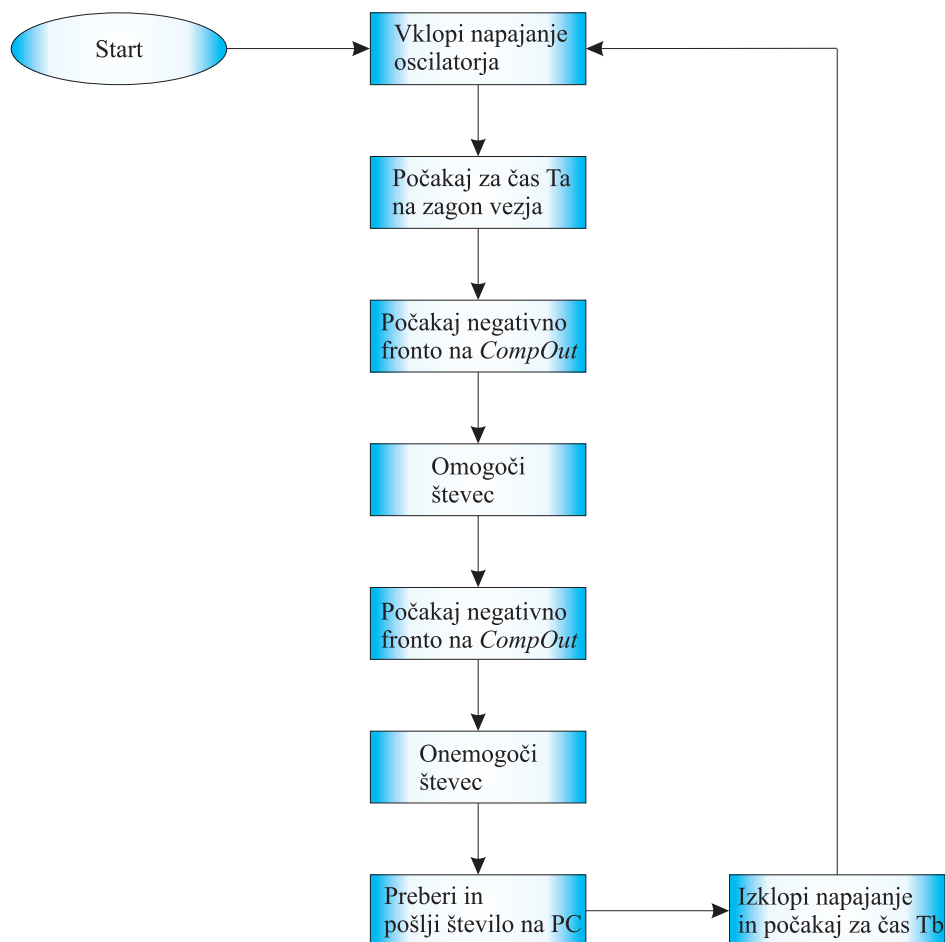 Start
Vklopi napajanje
oscilatorja
Počakaj za čas Ta
na zagon vezja
Počakaj negativno
fronto na CompOut
Omogoči
števec
Počakaj negativno
fronto na CompOut
Onemogoči
števec
Preberi in
pošlji število na PC
Izklopi napajanje
in počakaj za čas Tb